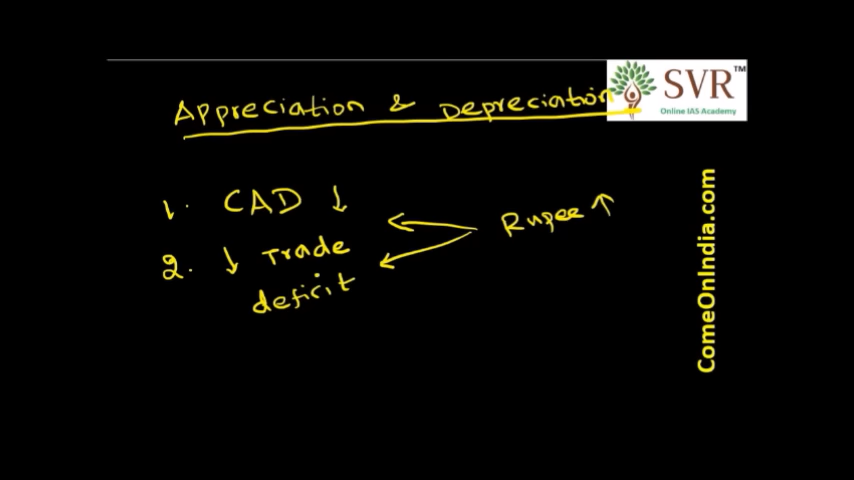 Appreciation & Depreciation
SVR™
Online IAS Academy
1. CAD ↓
Rupee ↑
2. ↓ Trade
deficit
ComeOnIndia.com